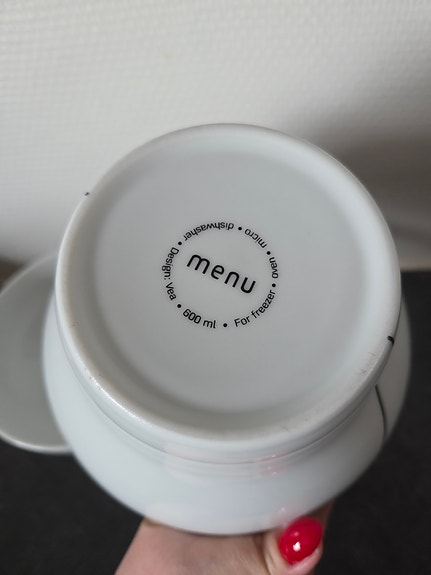 menu
Design: Vea • 600 ml • For freezer • oven • micro • dishwasher •